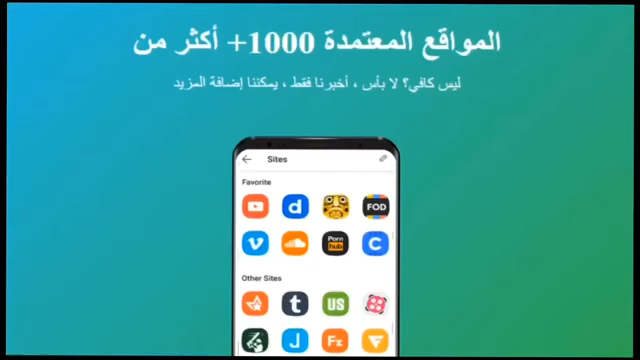 المواقع المعتمدة 1000+ أكثر من
ليس كافي؟ لا بأس ، أخبرنا فقط ، يمكننا إضافة المزيد
Sites
Favorite
d
FOD
Porn
hub
C
Other Sites
t
US
J
Fz